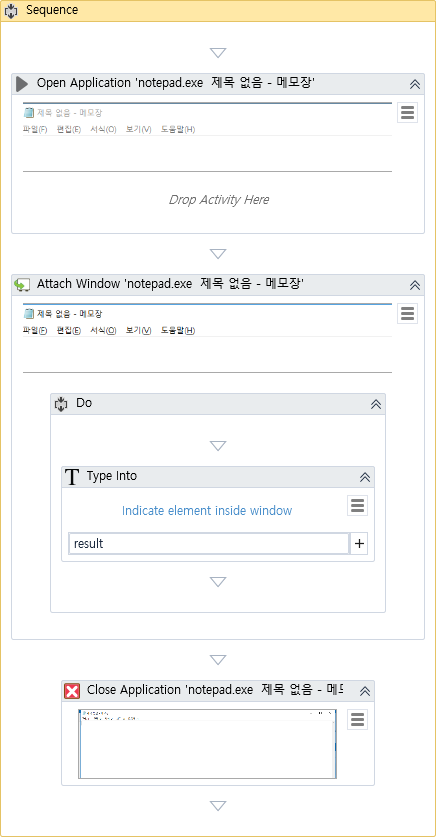 Sequence
Open Application 'notepad.exe 제목 없음 - 메모장'
제목 없음 - 메모장
파일(F) 편집(E) 서식(O) 보기(V) 도움말(H)
Drop Activity Here
Attach Window 'notepad.exe 제목 없음 - 메모장'
제목 없음 - 메모장
파일(F) 편집(E) 서식(O) 보기(V) 도움말(H)
Do
T Type Into
Indicate element inside window
result +
Close Application 'notepad.exe 제목 없음 - 메모